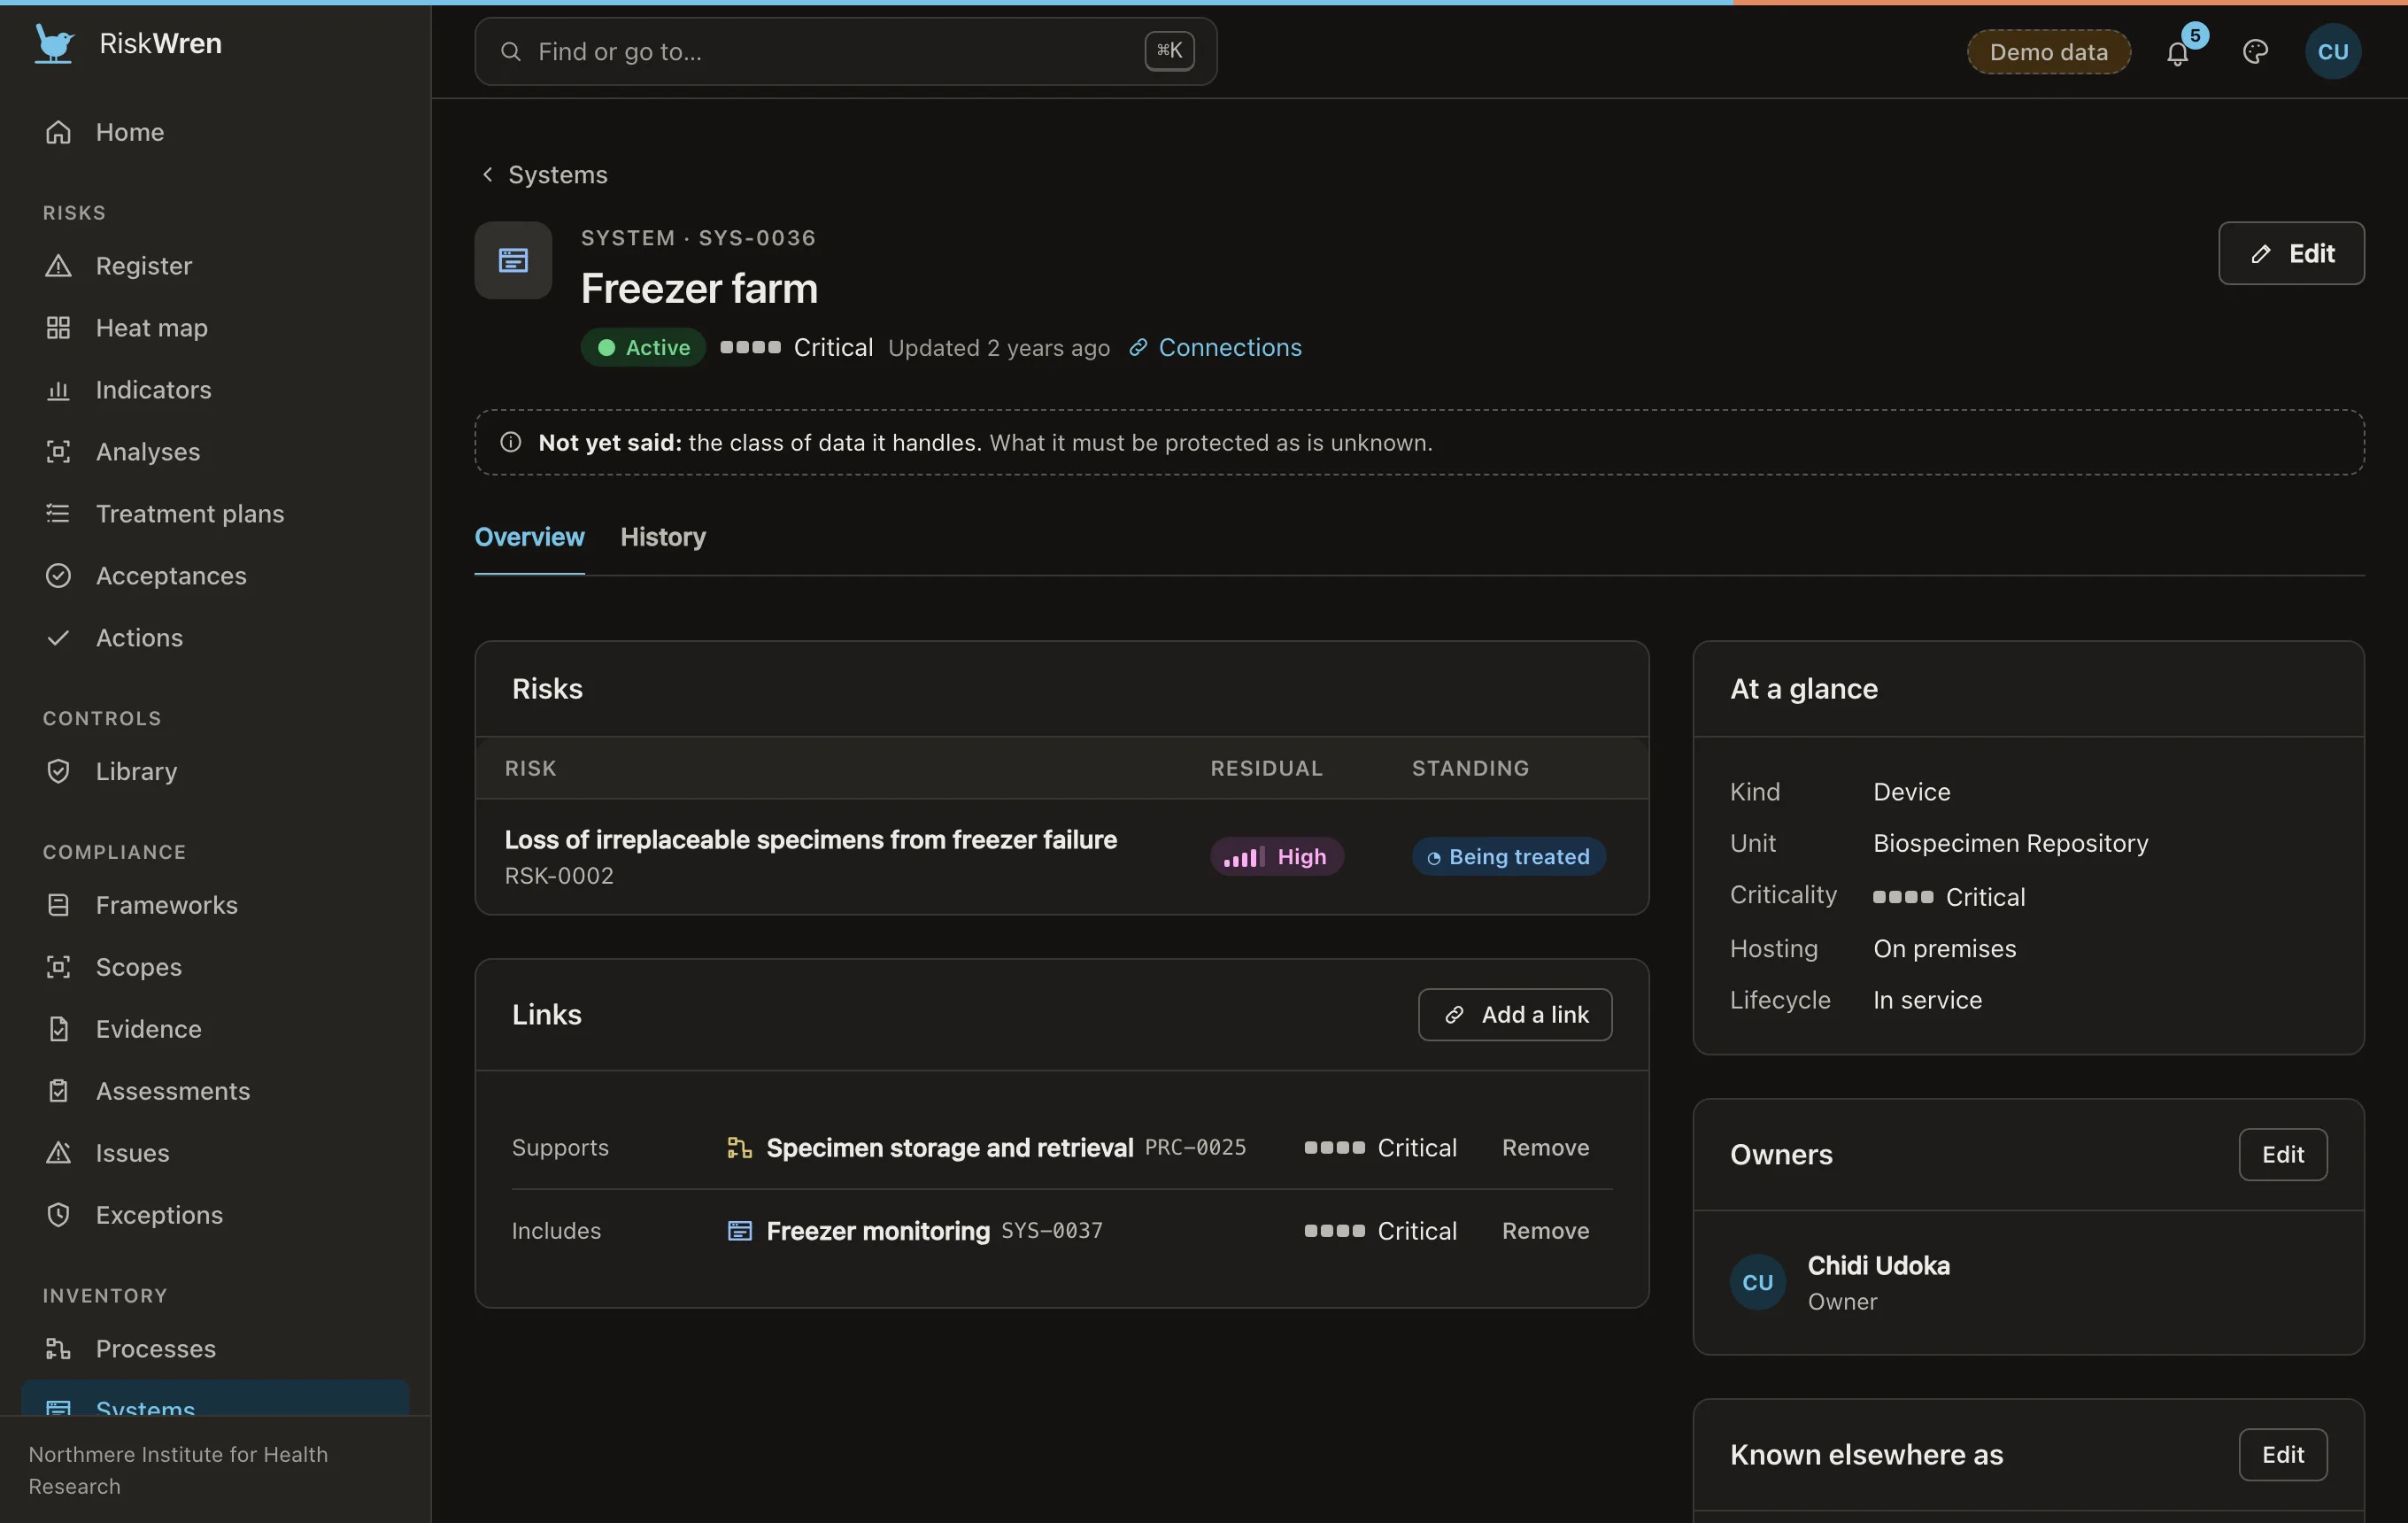 RiskWren
Find or go to...
⌘K
Demo data
5
CU
Home
RISKS
Register
Heat map
Indicators
Analyses
Treatment plans
Acceptances
Actions
CONTROLS
Library
COMPLIANCE
Frameworks
Scopes
Evidence
Assessments
Issues
Exceptions
INVENTORY
Processes
Systems
Northmere Institute for Health
Research
Systems
SYSTEM · SYS-0036
Freezer farm
Edit
Active Critical Updated 2 years ago Connections
Not yet said: the class of data it handles. What it must be protected as is unknown.
Overview History
Risks
RISK RESIDUAL STANDING
Loss of irreplaceable specimens from freezer failure
RSK-0002
High
Being treated
Links
Add a link
Supports Specimen storage and retrieval PRC-0025 Critical Remove
Includes Freezer monitoring SYS-0037 Critical Remove
At a glance
Kind Device
Unit Biospecimen Repository
Criticality Critical
Hosting On premises
Lifecycle In service
Owners
Edit
CU
Chidi Udoka
Owner
Known elsewhere as
Edit